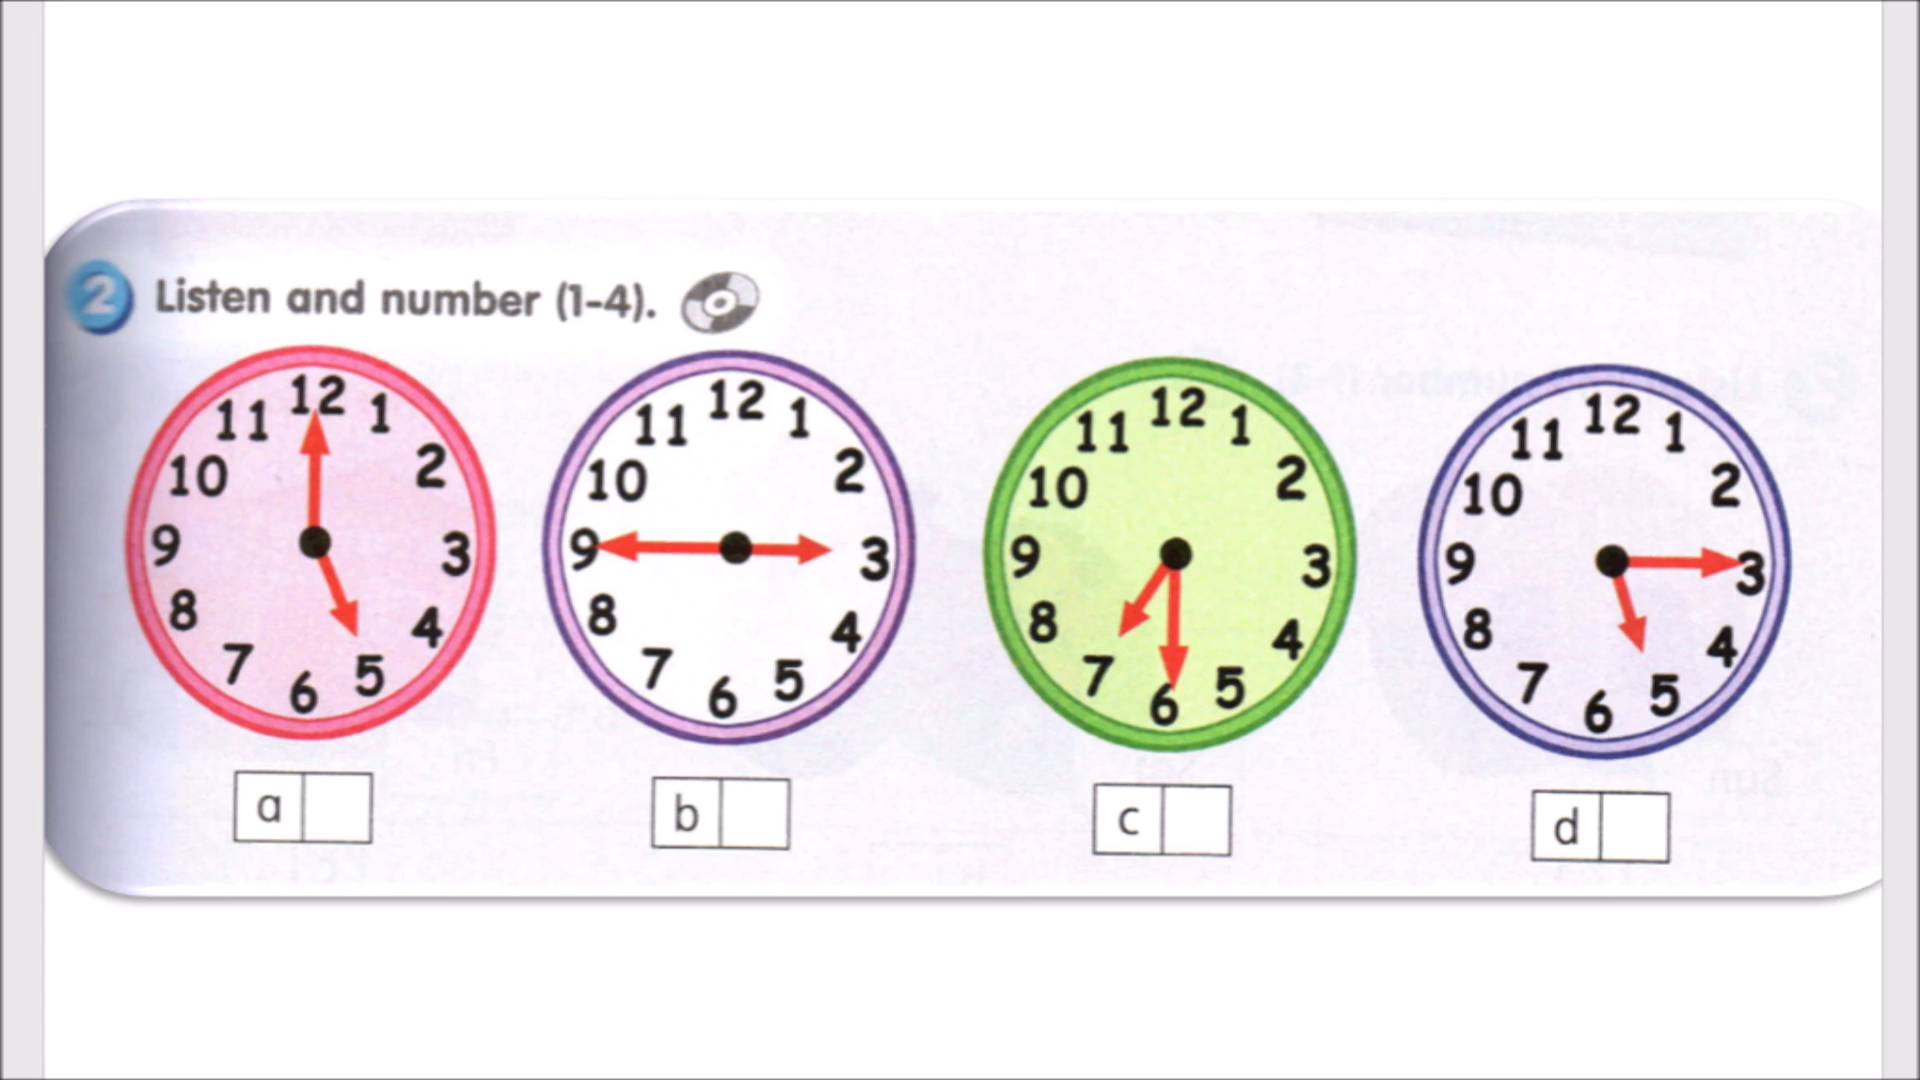 2 Listen and number (1-4).
12 1 2 3 4 5 6 7 8 9 10 11
12 1 2 3 4 5 6 7 8 9 10 11
12 1 2 3 4 5 6 7 8 9 10 11
12 1 2 3 4 5 6 7 8 9 10 11
a
b
c
d